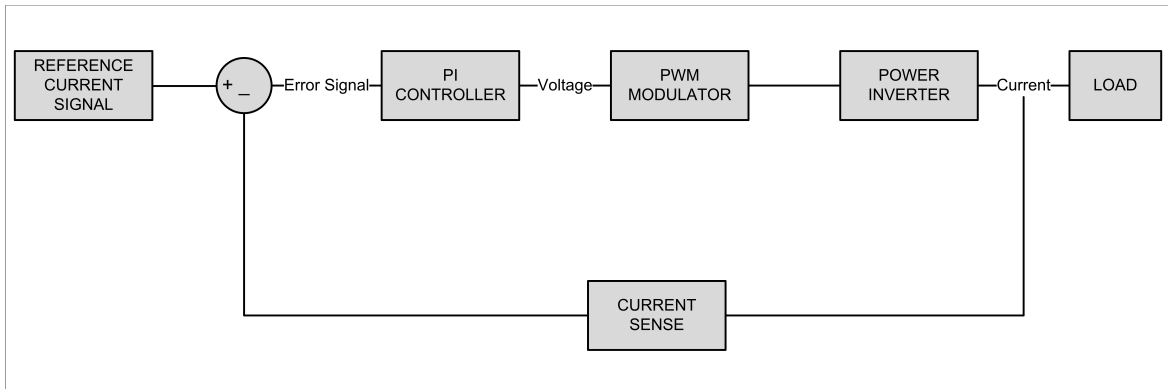 REFERENCE
CURRENT
SIGNAL
+ _
Error Signal
PI
CONTROLLER
Voltage
PWM
MODULATOR
POWER
INVERTER
Current
LOAD
CURRENT
SENSE